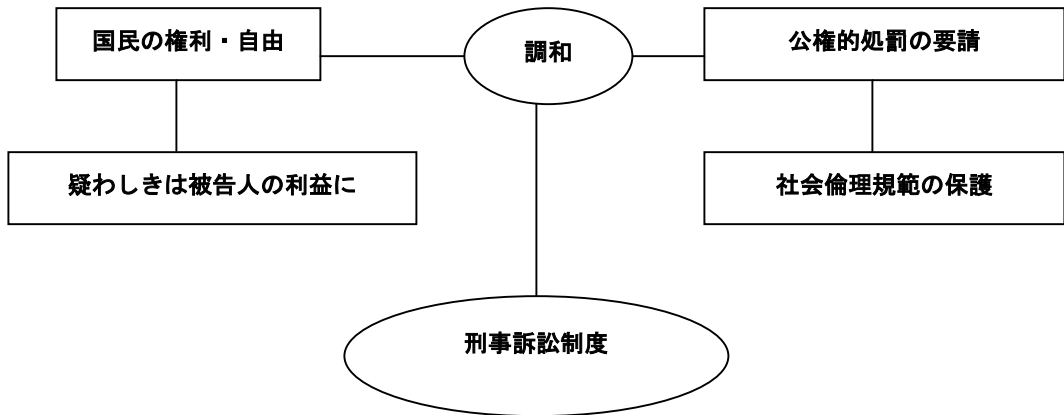 国民の権利・自由
調和
公権的処罰の要請
疑わしきは被告人の利益に
社会倫理規範の保護
刑事訴訟制度